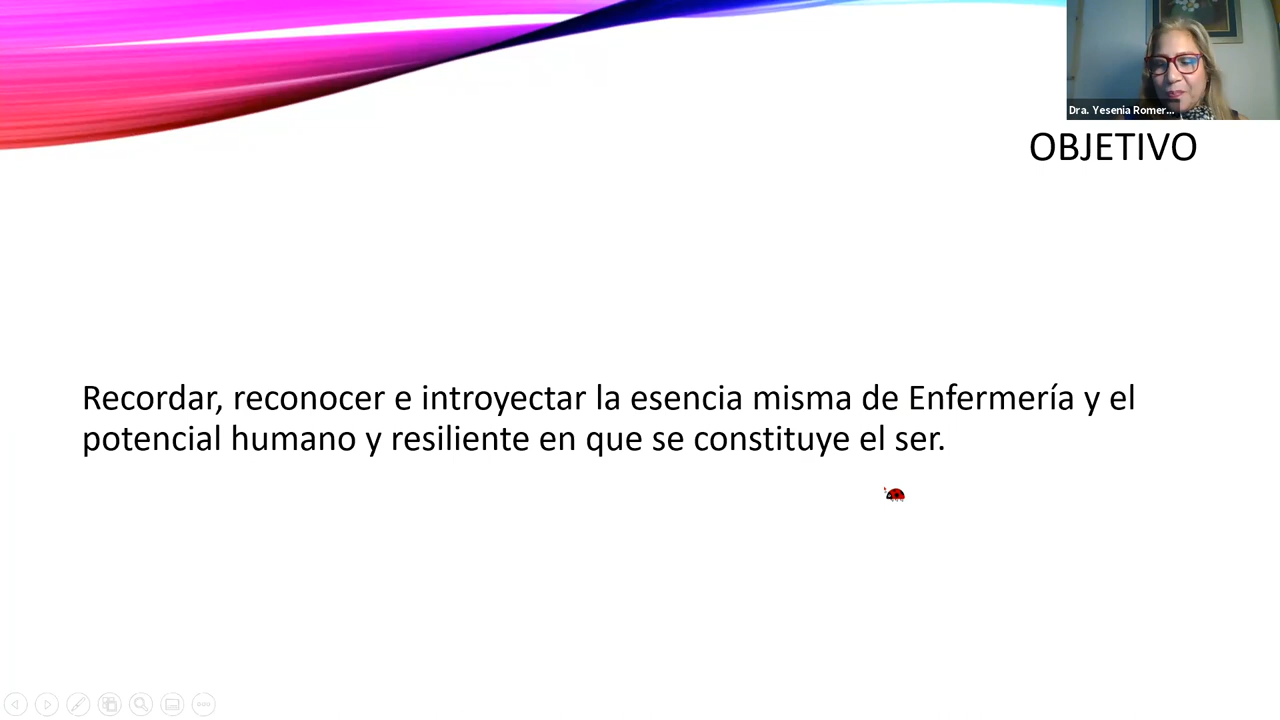 Dra. Yesenia Romer...
OBJETIVO
Recordar, reconocer e introyectar la esencia misma de Enfermería y el
potencial humano y resiliente en que se constituye el ser.